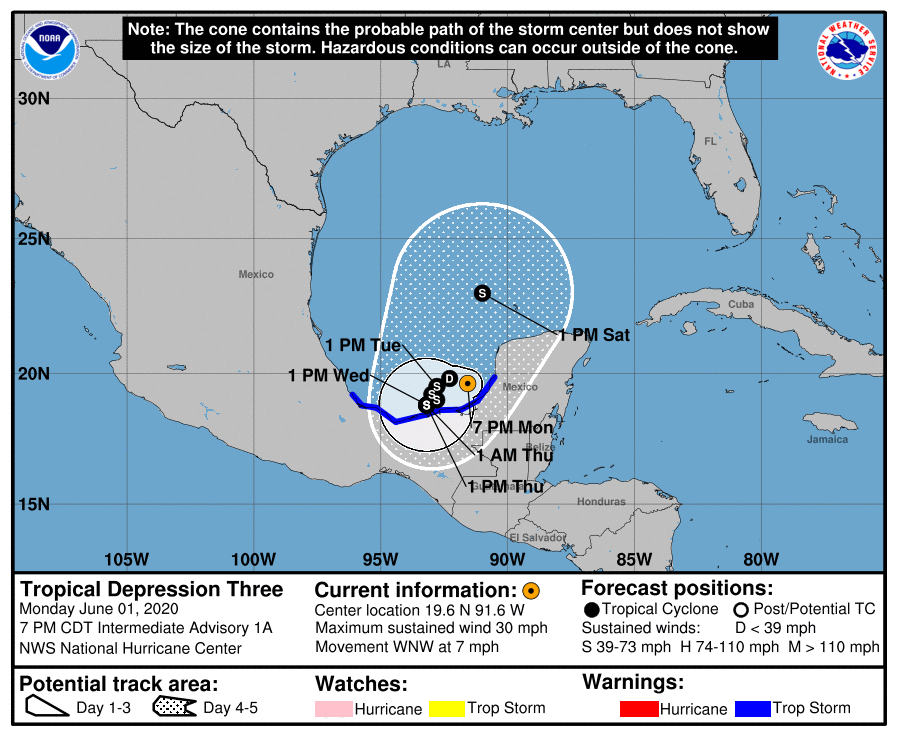 Note: The cone contains the probable path of the storm center but does not show
the size of the storm. Hazardous conditions can occur outside of the cone.
NOAA
NATIONAL WEATHER SERVICE
LA
30N
FL
25N
Mexico
S
Cuba
1 PM Sat
1 PM Tue
20N
1 PM Wed
D
S
S
S
S
Mexico
7 PM Mon
Jamaica
Belize
1 AM Thu
1 PM Thu
Guatemala
15N
Honduras
El Salvador
105W
100W
95W
90W
85W
80W
Tropical Depression Three
Monday June 01, 2020
7 PM CDT Intermediate Advisory 1A
NWS National Hurricane Center
Current information:
Center location 19.6 N 91.6 W
Maximum sustained wind 30 mph
Movement WNW at 7 mph
Forecast positions:
Tropical Cyclone Post/Potential TC
Sustained winds: D < 39 mph
S 39-73 mph H 74-110 mph M > 110 mph
Potential track area:
Day 1-3 Day 4-5
Watches:
Hurricane Trop Storm
Warnings:
Hurricane Trop Storm